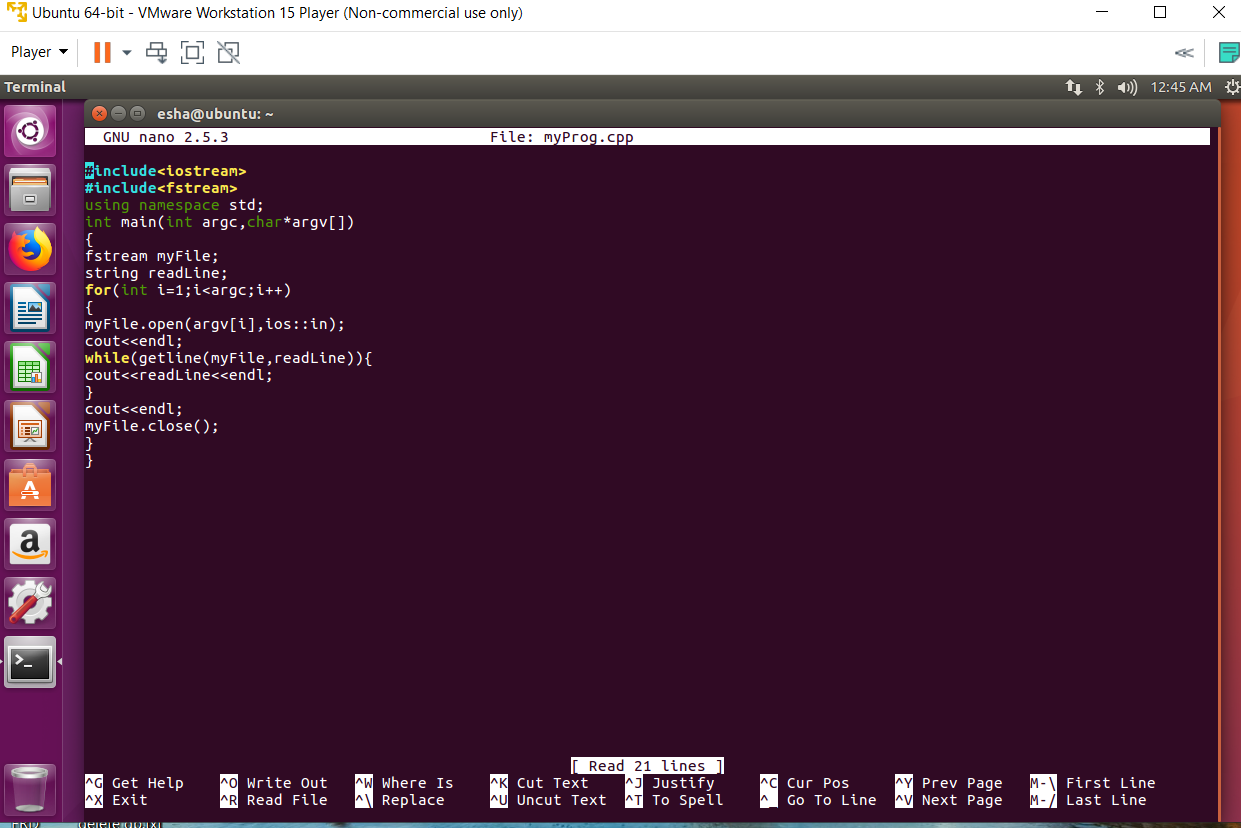 Ubuntu 64-bit - VMware Workstation 15 Player (Non-commercial use only)
Player
Terminal
12:45 AM
esha@ubuntu: ~
GNU nano 2.5.3 File: myProg.cpp
#include<iostream>
#include<fstream>
using namespace std;
int main(int argc,char*argv[])
{
fstream myFile;
string readLine;
for(int i=1;i<argc;i++)
{
myFile.open(argv[i],ios::in);
cout<<endl;
while(getline(myFile,readLine)){
cout<<readLine<<endl;
}
cout<<endl;
myFile.close();
}
}
[ Read 21 lines ]
^G Get Help ^O Write Out ^W Where Is ^K Cut Text ^J Justify ^C Cur Pos ^Y Prev Page M-\ First Line
^X Exit ^R Read File ^\ Replace ^U Uncut Text ^T To Spell ^_ Go To Line ^V Next Page M-/ Last Line